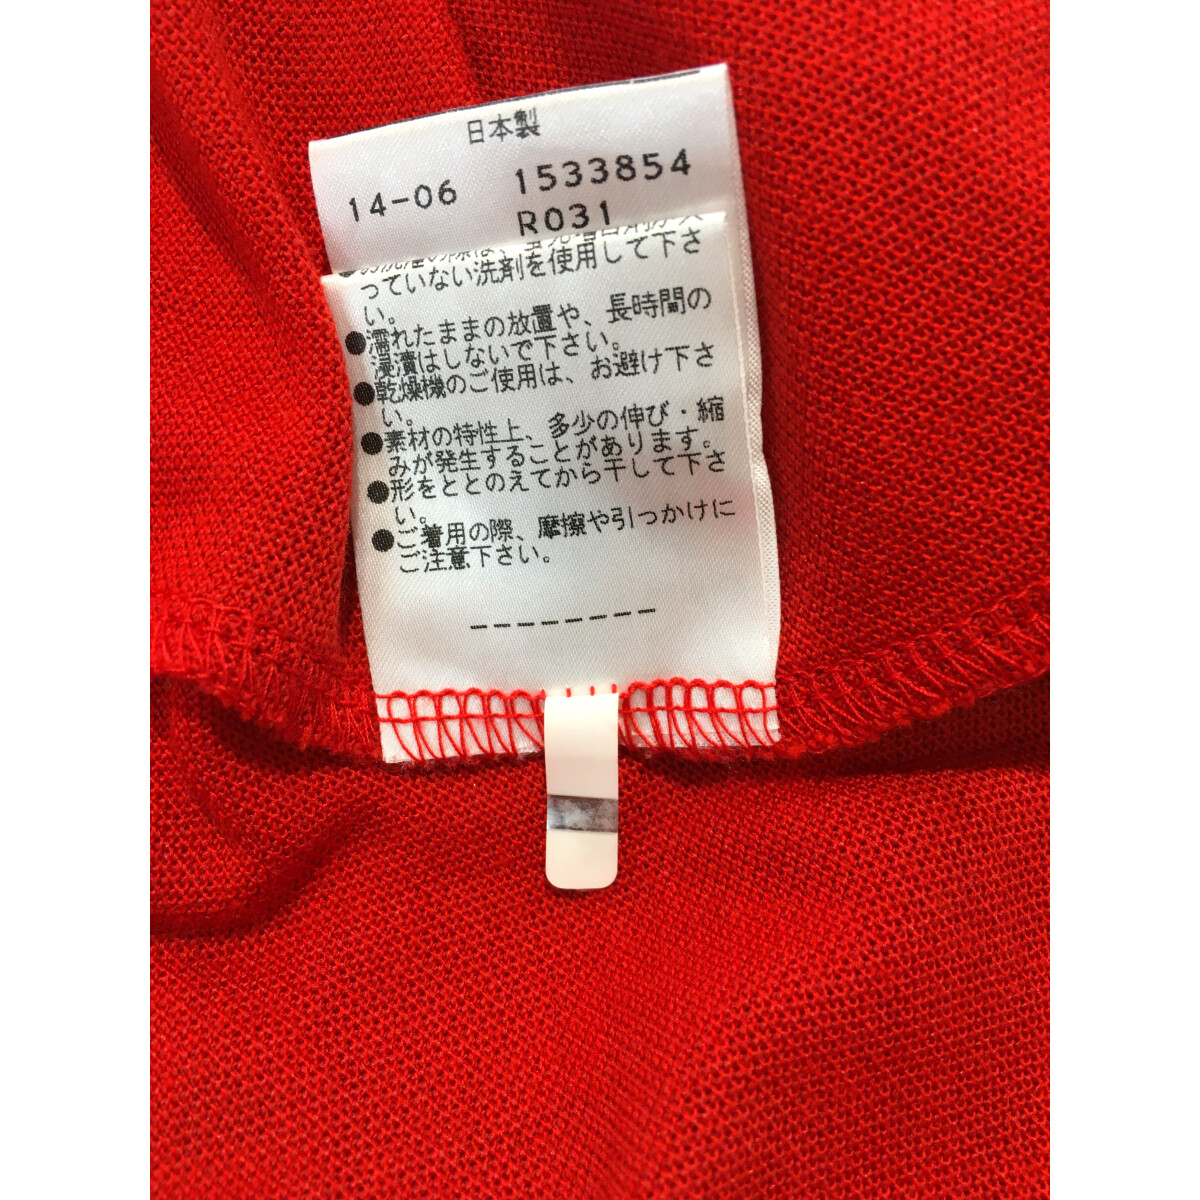 日本製
14-06 1533854
R031
っていない洗剤を使用して下さ
い。
●濡れたままの放置や、長時間の
浸漬はしないで下さい。
●乾燥機のご使用は、お避け下さ
い。
●素材の特性上、多少の伸び・縮
みが発生することがあります。
●形をととのえてから干して下さ
い。
●ご着用の際、摩擦や引っかけに
ご注意下さい。
--------